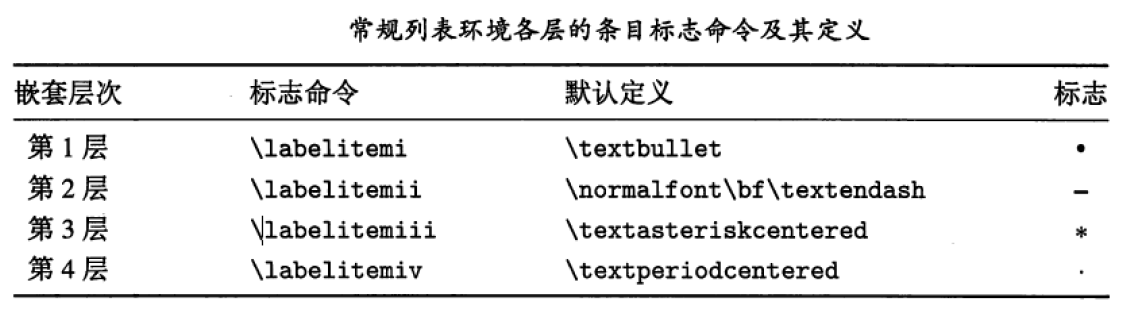 常规列表环境各层的条目标志命令及其定义
嵌套层次 标志命令 默认定义 标志
第 1 层 \labelitemi \textbullet •
第 2 层 \labelitemii \normalfont\bf\textendash –
第 3 层 \labelitemiii \textasteriskcentered *
第 4 层 \labelitemiv \textperiodcentered ·